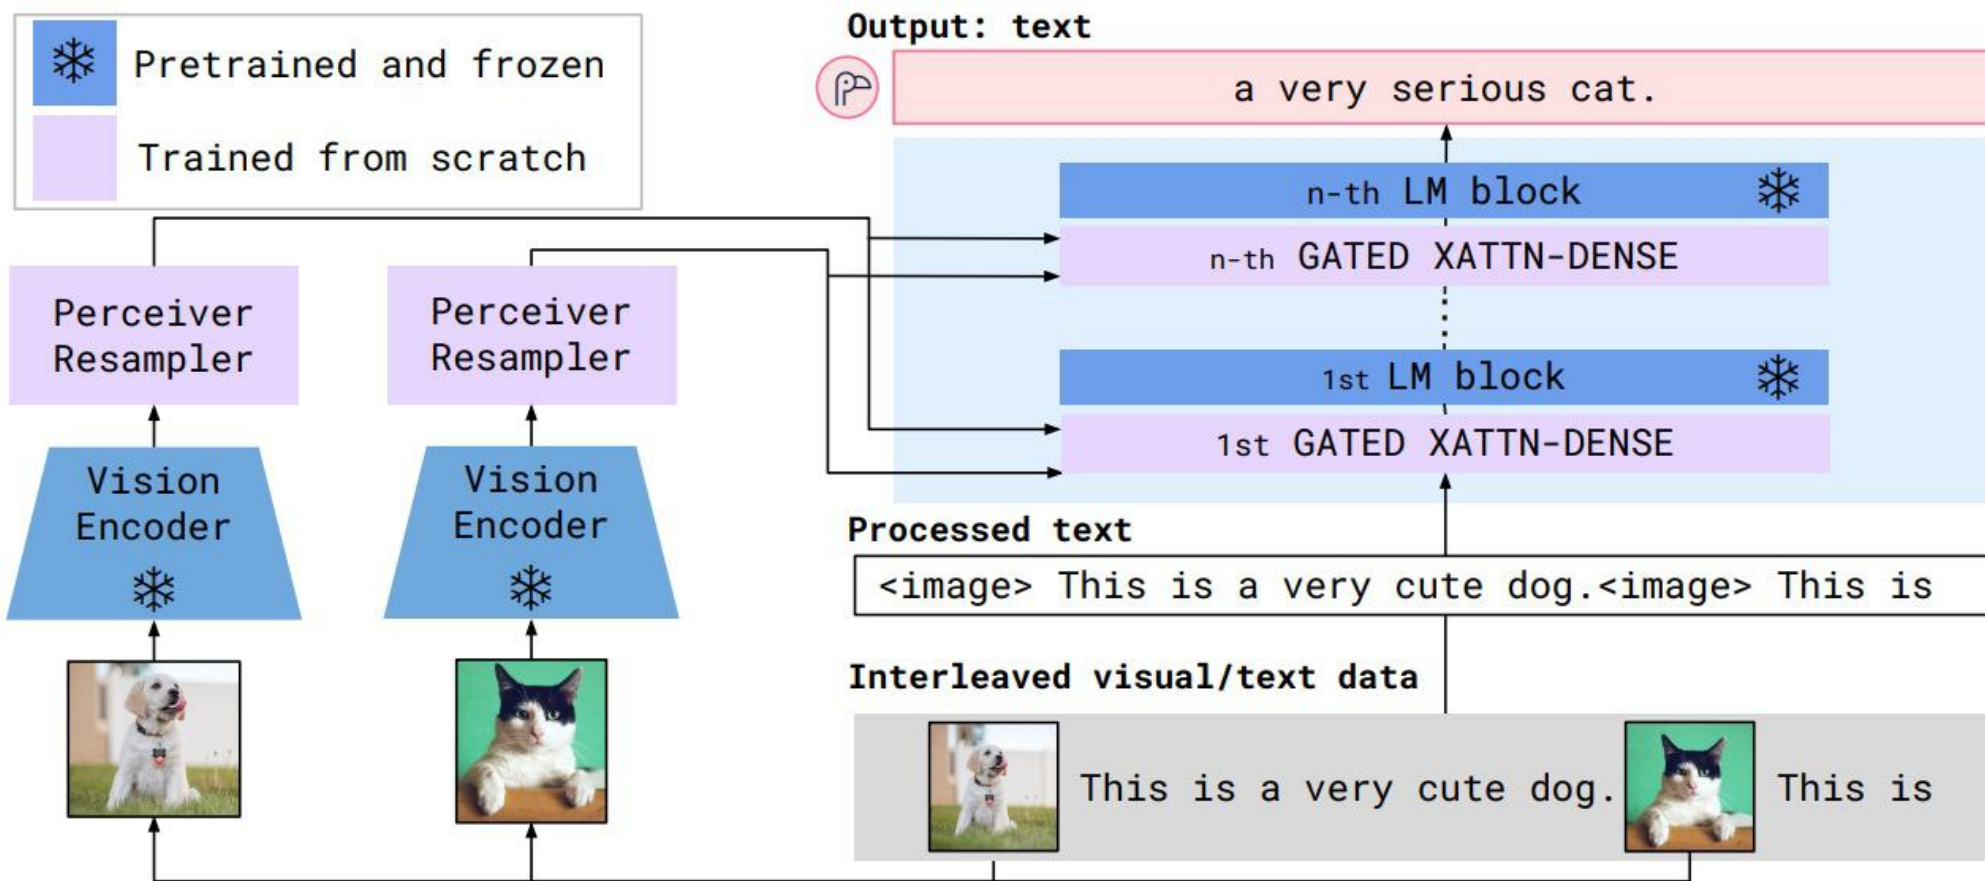 Pretrained and frozen
Trained from scratch
Perceiver
Resampler
Perceiver
Resampler
Vision
Encoder
Vision
Encoder
Output: text
a very serious cat.
n-th LM block
n-th GATED XATTN-DENSE
1st LM block
1st GATED XATTN-DENSE
Processed text
<image> This is a very cute dog.<image> This is
Interleaved visual/text data
This is a very cute dog.
This is